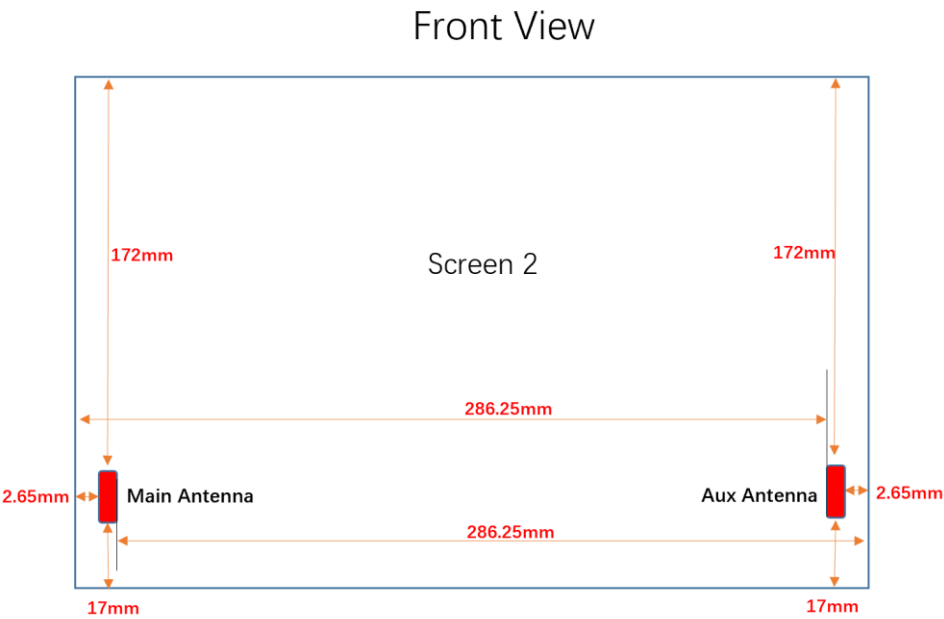 Front View
172mm
172mm
Screen 2
286.25mm
2.65mm
Main Antenna
Aux Antenna
2.65mm
286.25mm
17mm
17mm